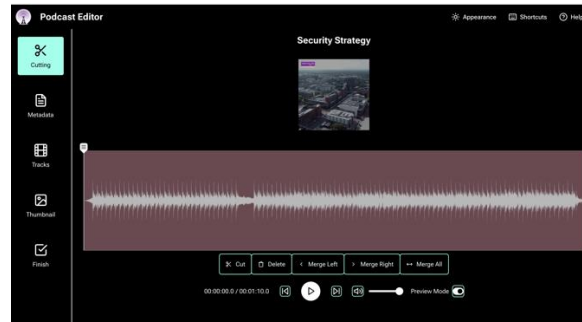 Podcast Editor
Appearance
Shortcuts
Help
Cutting
Metadata
Tracks
Thumbnail
Finish
Security Strategy
Cut
Delete
Merge Left
Merge Right
Merge All
00:00:00.0 / 00:01:10.0
Preview Mode